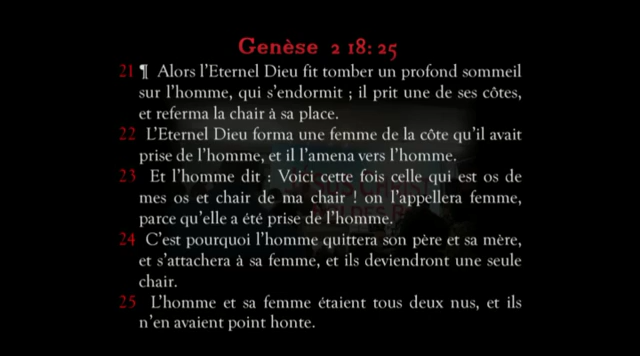 Genèse 2 18:25
21 ¶ Alors l'Eternel Dieu fit tomber un profond sommeil
sur l'homme, qui s'endormit ; il prit une de ses côtes,
et referma la chair à sa place.
22 L'Eternel Dieu forma une femme de la côte qu'il avait
prise de l'homme, et il l'amena vers l'homme.
23 Et l'homme dit : Voici cette fois celle qui est os de
mes os et chair de ma chair ! on l'appellera femme,
parce qu'elle a été prise de l'homme.
24 C'est pourquoi l'homme quittera son père et sa mère,
et s'attachera à sa femme, et ils deviendront une seule
chair.
25 L'homme et sa femme étaient tous deux nus, et ils
n'en avaient point honte.